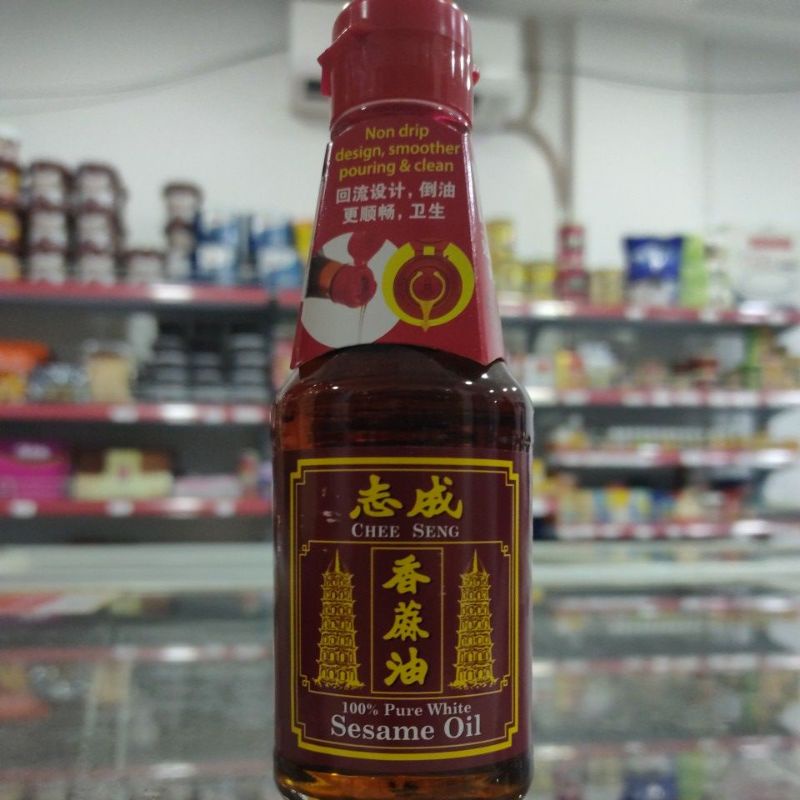 Non drip
design, smoother
pouring & clean
回流设计，倒油
更顺畅，卫生
志成
CHEE SENG
香蔴油
100% Pure White
Sesame Oil